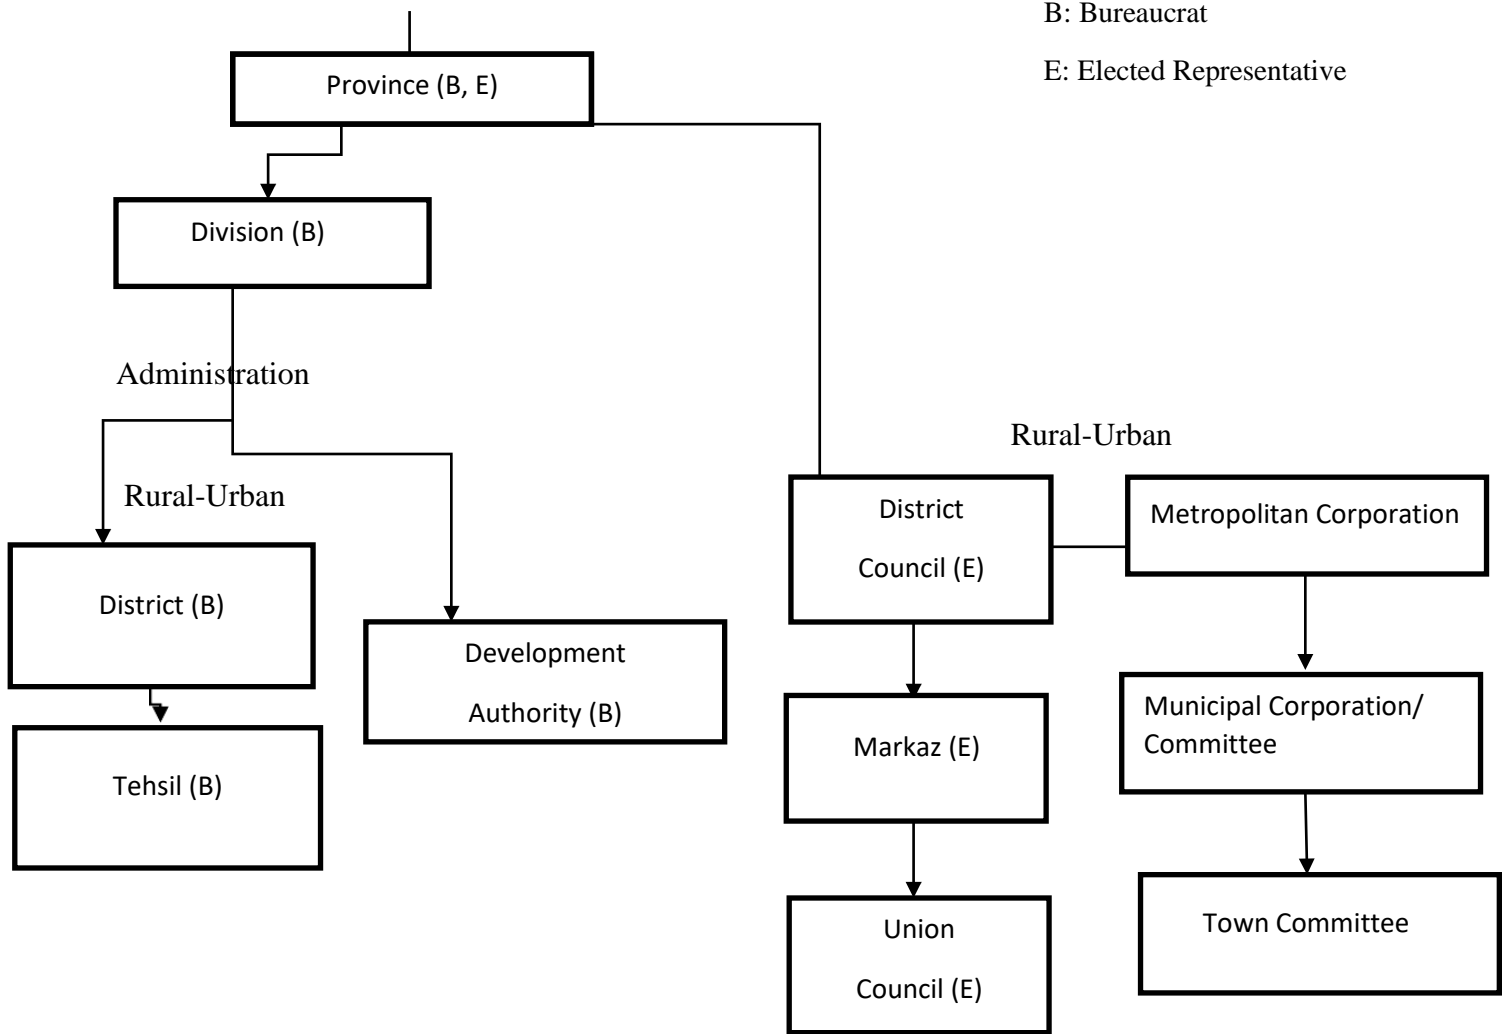 B: Bureaucrat
E: Elected Representative
Province (B, E)
Division (B)
Administration
Rural-Urban
District (B)
Development
Authority (B)
Tehsil (B)
Rural-Urban
District
Council (E)
Metropolitan Corporation
Markaz (E)
Municipal Corporation/
Committee
Union
Council (E)
Town Committee